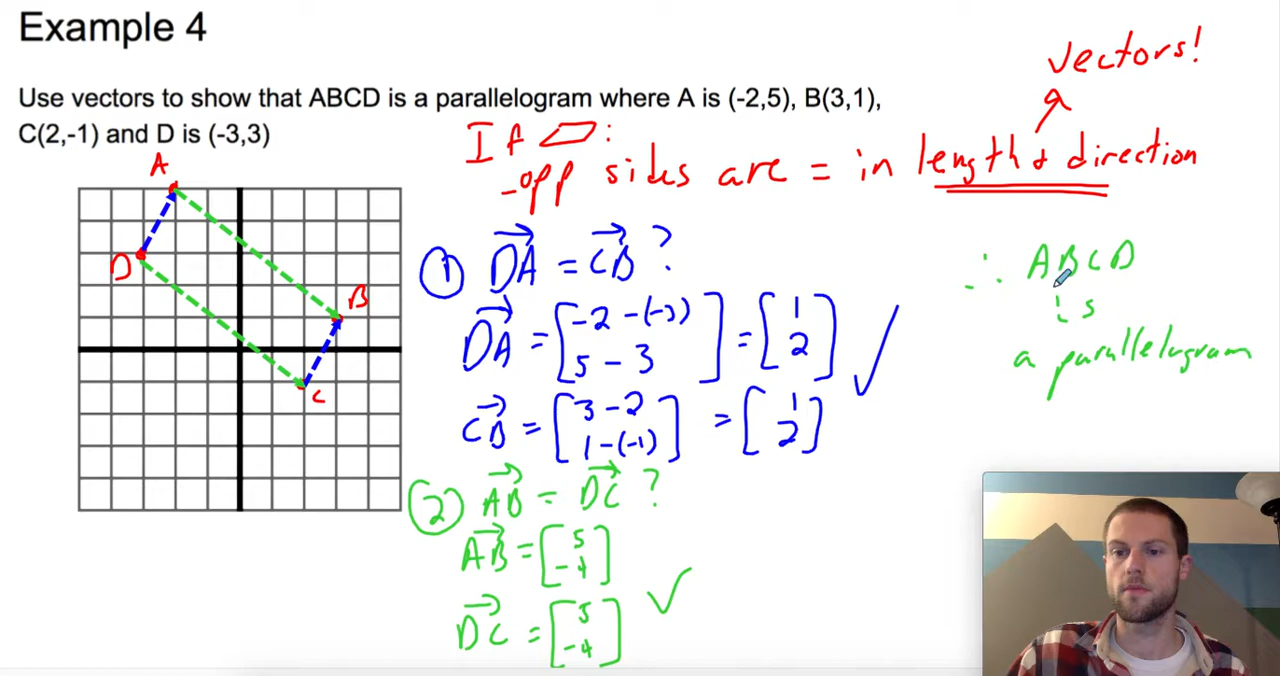 Example 4
Use vectors to show that ABCD is a parallelogram where A is (-2,5), B(3,1),
C(2,-1) and D is (-3,3)
vectors!
If ▱:
-opp sides are = in length & direction
A
D
B
C
① →DA = →CB ?
→DA = [-2 -(-3) / 5 - 3] = [1 / 2] ✓
→CB = [3 - 2 / 1 -(-1)] = [1 / 2]
② →AB = →DC ?
→AB = [5 / -4]
→DC = [5 / -4] ✓
∴ ABCD
is
a parallelogram